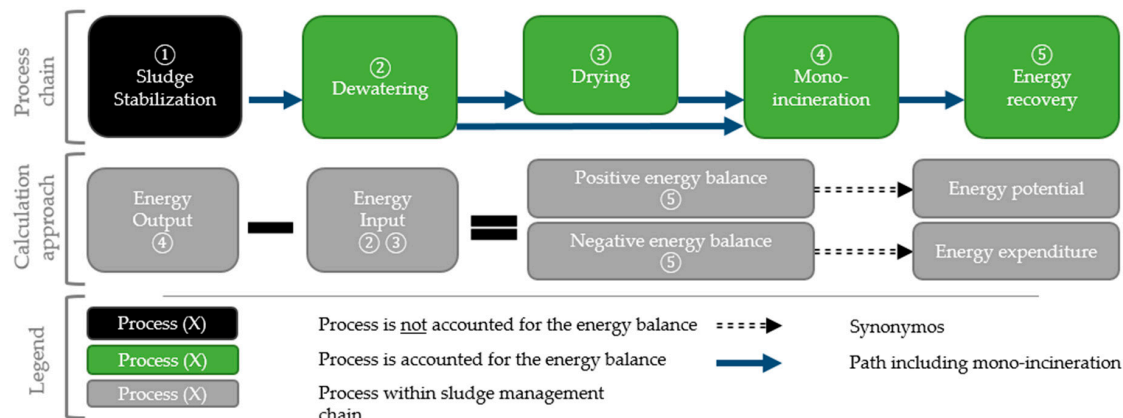 Process chain
① Sludge Stabilization
② Dewatering
③ Drying
④ Mono-incineration
⑤ Energy recovery
Calculation approach
Energy Output ④
Energy Input ② ③
Positive energy balance ⑤
Energy potential
Negative energy balance ⑤
Energy expenditure
Legend
Process (X)
Process is not accounted for the energy balance
Synonymos
Process (X)
Process is accounted for the energy balance
Path including mono-incineration
Process (X)
Process within sludge management
chain